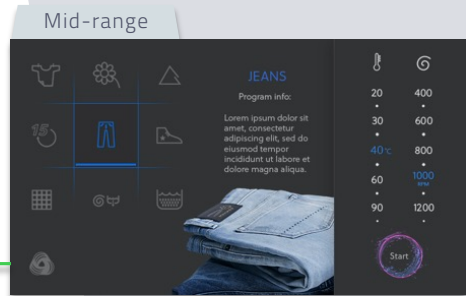 Mid-range
JEANS
Program info:
Lorem ipsum dolor sit
amet, consectetur
adipiscing elit, sed do
eiusmod tempor
incididunt ut labore et
dolore magna aliqua.
15
20 400
30 600
40°C 800
60 1000
RPM
90 1200
Start